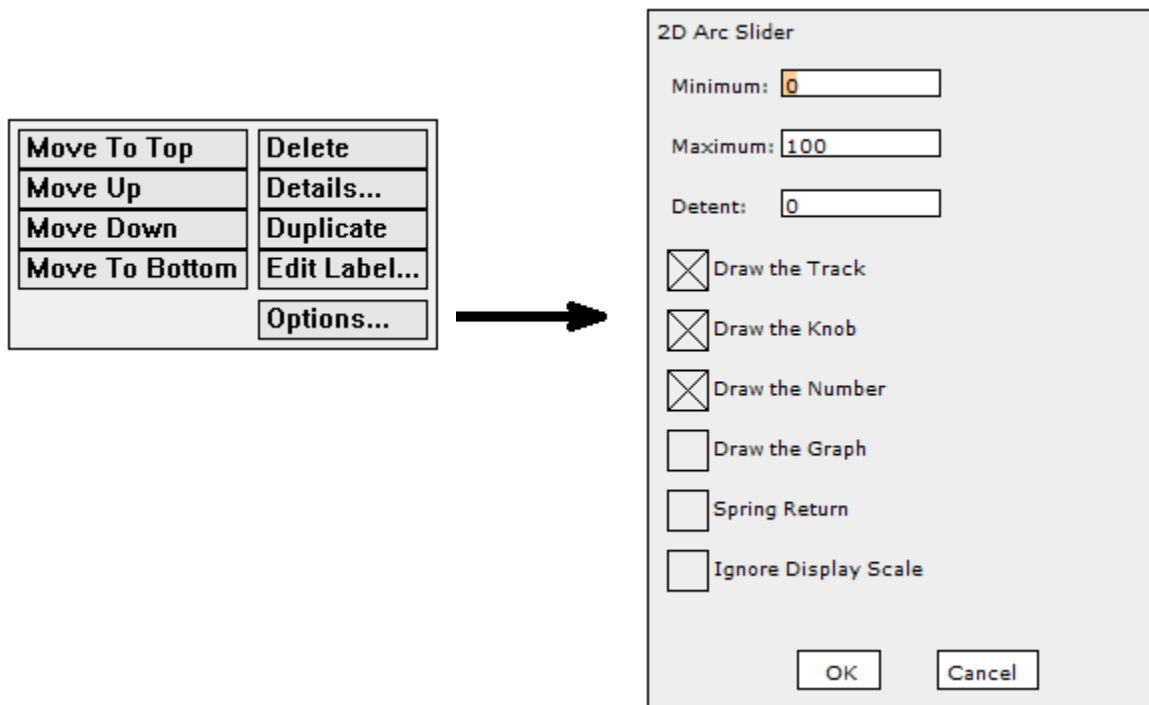 Move To Top
Delete
Move Up
Details...
Move Down
Duplicate
Move To Bottom
Edit Label...
Options...
2D Arc Slider
Minimum: 0
Maximum: 100
Detent: 0
Draw the Track
Draw the Knob
Draw the Number
Draw the Graph
Spring Return
Ignore Display Scale
OK
Cancel